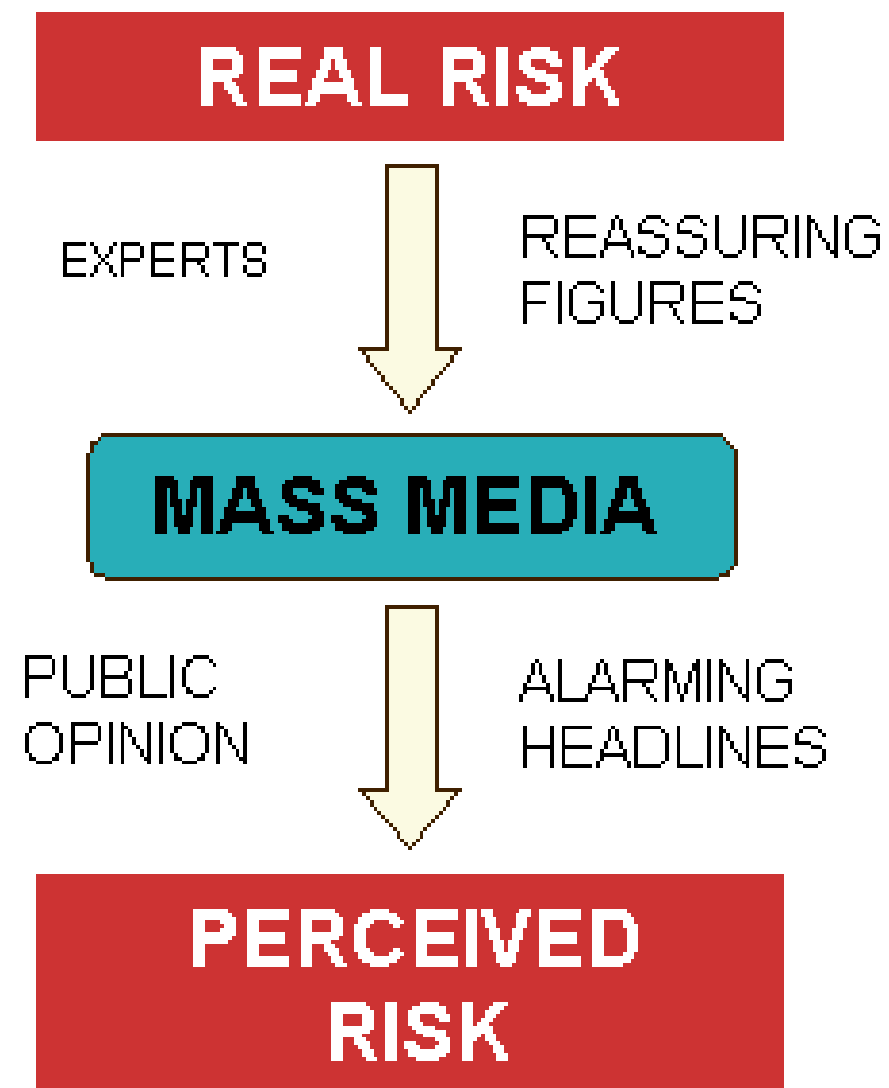 REAL RISK
EXPERTS
REASSURING
FIGURES
MASS MEDIA
PUBLIC
OPINION
ALARMING
HEADLINES
PERCEIVED
RISK